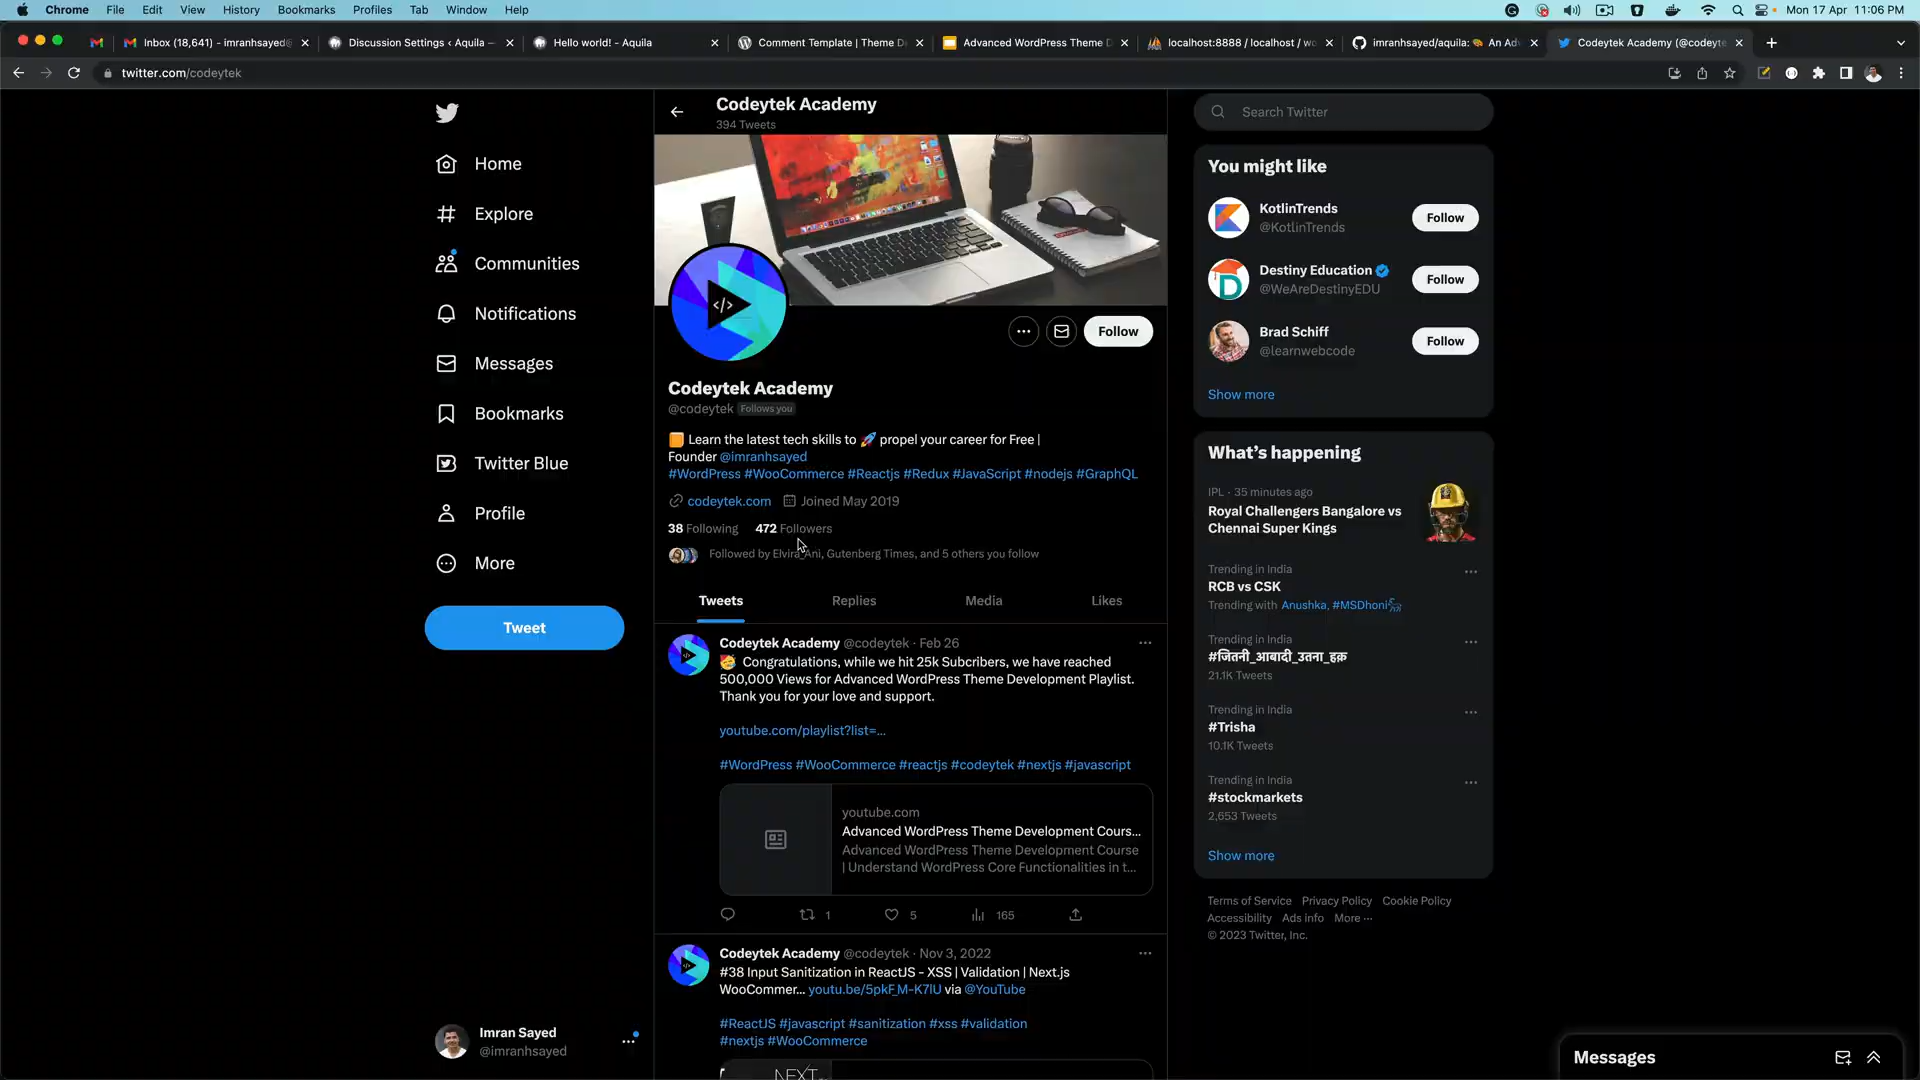 Chrome File Edit View History Bookmarks Profiles Tab Window Help Mon 17 Apr 11:06 PM
Inbox (18,641) - imranhsayed@ Discussion Settings ‹ Aquila — Hello world! - Aquila Comment Template | Theme D Advanced WordPress Theme D localhost:8888 / localhost / wo imranhsayed/aquila: An Ad Codeytek Academy (@codeyte
twitter.com/codeytek
Home
Explore
Communities
Notifications
Messages
Bookmarks
Twitter Blue
Profile
More
Tweet
Imran Sayed
@imranhsayed
Codeytek Academy
394 Tweets
Follow
Codeytek Academy
@codeytek Follows you
Learn the latest tech skills to 🚀 propel your career for Free |
Founder @imranhsayed
#WordPress #WooCommerce #Reactjs #Redux #JavaScript #nodejs #GraphQL
codeytek.com Joined May 2019
38 Following 472 Followers
Followed by Elvira_Ani, Gutenberg Times, and 5 others you follow
Tweets Replies Media Likes
Codeytek Academy @codeytek · Feb 26
🥳 Congratulations, while we hit 25k Subcribers, we have reached
500,000 Views for Advanced WordPress Theme Development Playlist.
Thank you for your love and support.
youtube.com/playlist?list=…
#WordPress #WooCommerce #reactjs #codeytek #nextjs #javascript
youtube.com
Advanced WordPress Theme Development Cours...
Advanced WordPress Theme Development Course
| Understand WordPress Core Functionalities in t...
1 5 165
Codeytek Academy @codeytek · Nov 3, 2022
#38 Input Sanitization in ReactJS - XSS | Validation | Next.js
WooCommer... youtu.be/5pkF_M-K7lU via @YouTube
#ReactJS #javascript #sanitization #xss #validation
#nextjs #WooCommerce
NEXT
Search Twitter
You might like
KotlinTrends
@KotlinTrends
Follow
Destiny Education
@WeAreDestinyEDU
Follow
Brad Schiff
@learnwebcode
Follow
Show more
What's happening
IPL · 35 minutes ago
Royal Challengers Bangalore vs
Chennai Super Kings
Trending in India
RCB vs CSK
Trending with Anushka, #MSDhoni
Trending in India
#जितनी_आबादी_उतना_हक़
21.1K Tweets
Trending in India
#Trisha
10.1K Tweets
Trending in India
#stockmarkets
2,653 Tweets
Show more
Terms of Service Privacy Policy Cookie Policy
Accessibility Ads info More ···
© 2023 Twitter, Inc.
Messages